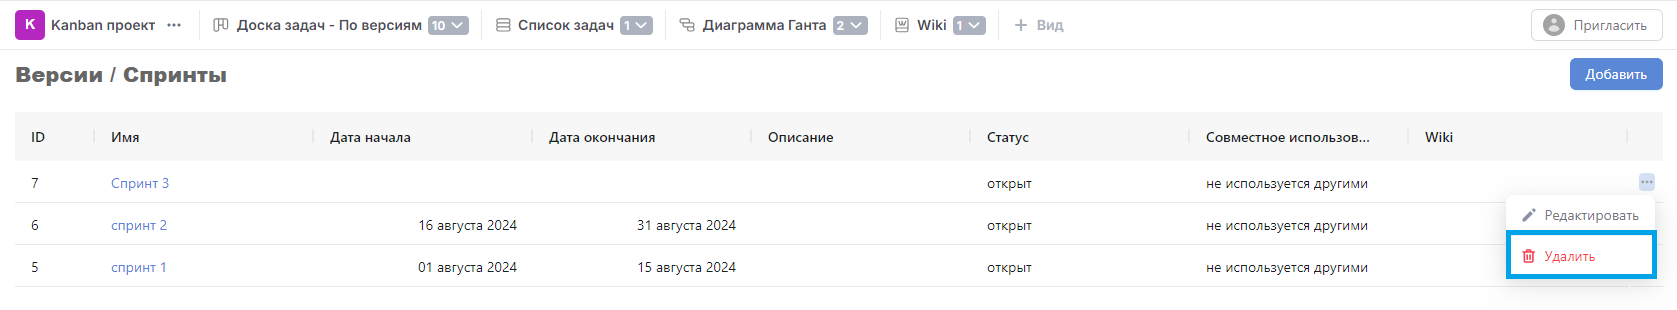 K Kanban проект Доска задач - По версиям 10 Список задач 1 Диаграмма Ганта 2 Wiki 1 + Вид Пригласить
Версии / Спринты Добавить
ID Имя Дата начала Дата окончания Описание Статус Совместное использов... Wiki
7 Спринт 3 открыт не используется другими
Редактировать
6 спринт 2 16 августа 2024 31 августа 2024 открыт не используется другими
Удалить
5 спринт 1 01 августа 2024 15 августа 2024 открыт не используется другими